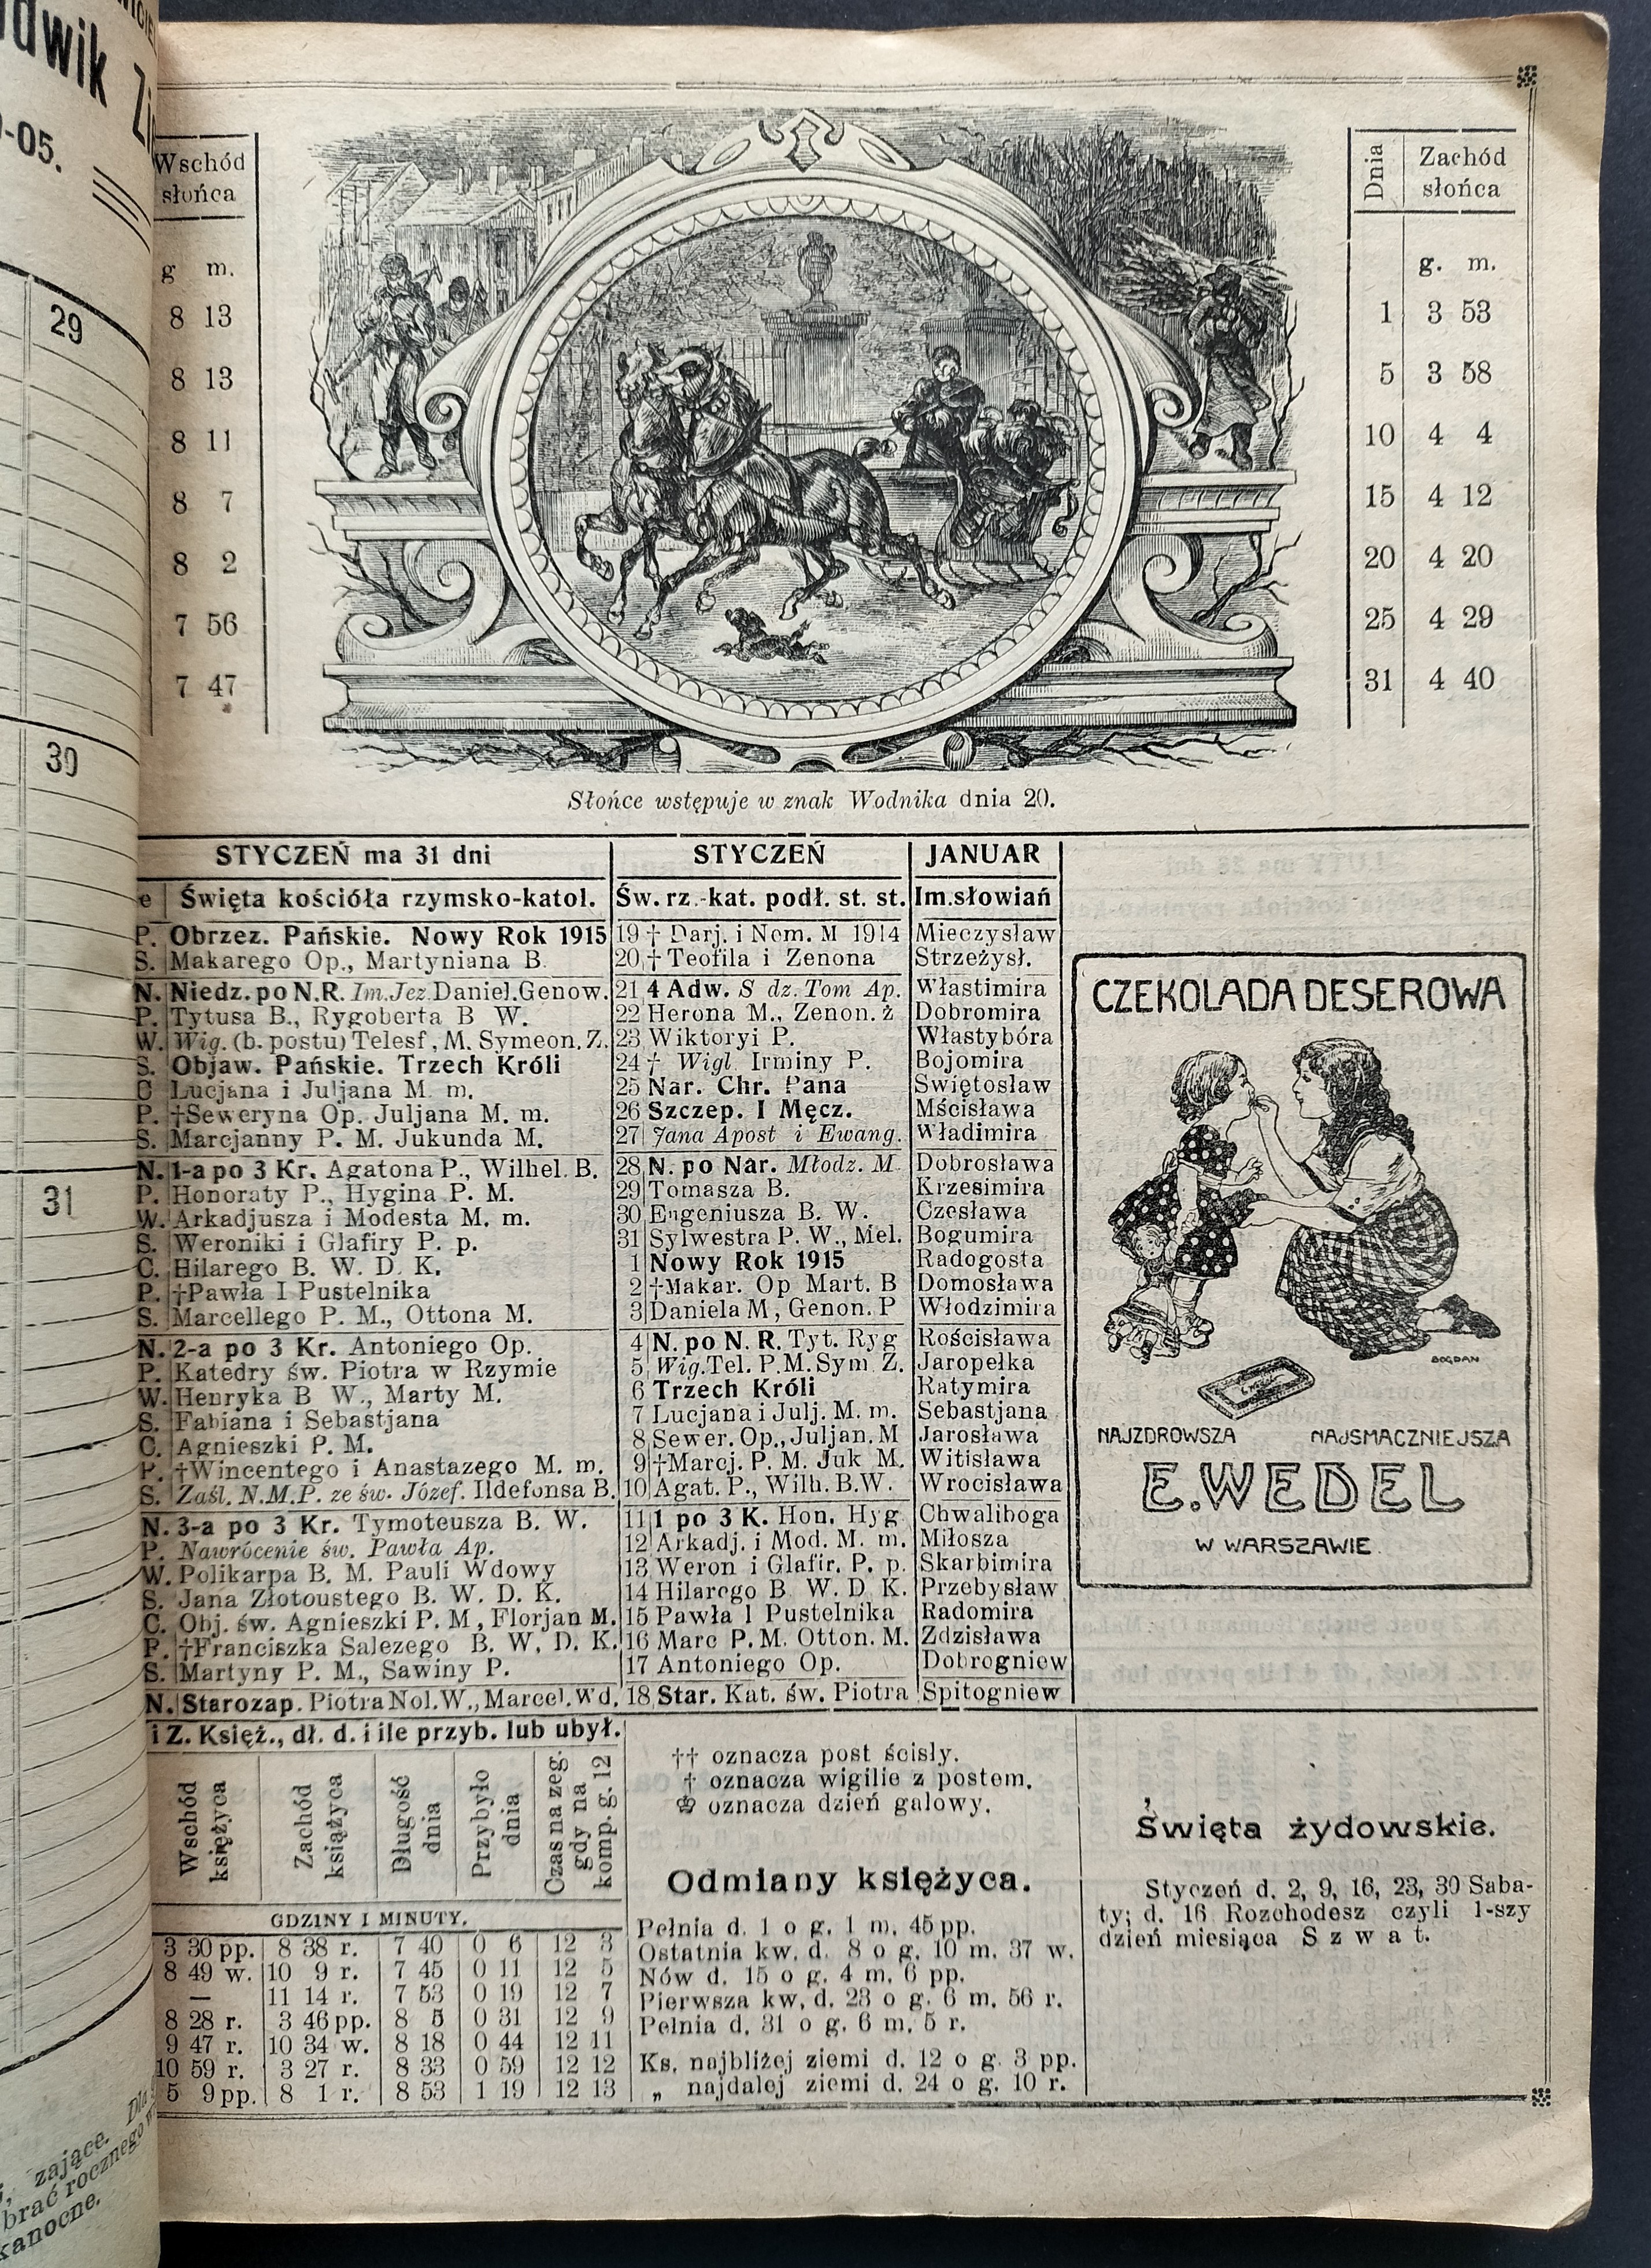 dwik
-05.
29
30
31
zające.
brać rocznego
kanocne.
Wschód
słońca
g m.
8 13
8 13
8 11
8 7
8 2
7 56
7 47
Dnia Zachód
słońca
g. m.
1 3 53
5 3 58
10 4 4
15 4 12
20 4 20
25 4 29
31 4 40
Słońce wstępuje w znak Wodnika dnia 20.
STYCZEŃ ma 31 dni STYCZEŃ JANUAR
e Święta kościóła rzymsko-katol. Św. rz.-kat. podł. st. st. Im.słowiań
P. Obrzez. Pańskie. Nowy Rok 1915 19 † Darj. i Nem. M 1914 Mieczysław
S. Makarego Op., Martyniana B. 20 † Teofila i Zenona Strzeżysł.
N. Niedz. po N.R. Im.Jez. Daniel.Genow. 21 4 Adw. S dz. Tom Ap. Włastimira
P. Tytusa B., Rygoberta B W. 22 Herona M., Zenon. ż Dobromira
W. Wig. (b. postu) Telesf, M. Symeon. Z. 23 Wiktoryi P. Włastybóra
S. Objaw. Pańskie. Trzech Króli 24 † Wigl Irminy P. Bojomira
C Lucjana i Juljana M. m. 25 Nar. Chr. Pana Swiętosław
P. †Seweryna Op. Juljana M. m. 26 Szczep. I Męcz. Mścisława
S. Marcjanny P. M. Jukunda M. 27 Jana Apost i Ewang. Władimira
N. 1-a po 3 Kr. Agatona P., Wilhel. B. 28 N. po Nar. Młodz. M Dobrosława
P. Honoraty P., Hygina P. M. 29 Tomasza B. Krzesimira
W. Arkadjusza i Modesta M. m. 30 Eugeniusza B. W. Czesława
S. Weroniki i Glafiry P. p. 31 Sylwestra P. W., Mel. Bogumira
C. Hilarego B. W. D. K. 1 Nowy Rok 1915 Radogosta
P. †Pawła I Pustelnika 2 †Makar. Op Mart. B Domosława
S. Marcellego P. M., Ottona M. 3 Daniela M, Genon. P Włodzimira
N. 2-a po 3 Kr. Antoniego Op. 4 N. po N. R. Tyt. Ryg Rościsława
P. Katedry św. Piotra w Rzymie 5 Wig. Tel. P. M. Sym Z. Jaropełka
W. Henryka B W., Marty M. 6 Trzech Króli Ratymira
S. Fabiana i Sebastjana 7 Lucjana i Julj. M. m. Sebastjana
C. Agnieszki P. M. 8 Sewer. Op., Juljan. M Jarosława
P. †Wincentego i Anastazego M. m. 9 †Marcj. P. M. Juk M. Witisława
S. Zaśl. N.M.P. ze św. Józef. Ildefonsa B. 10 Agat. P., Wilh. B.W. Wrocisława
N. 3-a po 3 Kr. Tymoteusza B. W. 11 1 po 3 K. Hon. Hyg Chwaliboga
P. Nawrócenie św. Pawła Ap. 12 Arkadj. i Mod. M. m. Miłosza
W. Polikarpa B. M. Pauli Wdowy 13 Weron i Glafir. P. p. Skarbimira
S. Jana Złotoustego B. W. D. K. 14 Hilarego B. W. D. K. Przebysław
C. Obj. św. Agnieszki P. M, Florjan M. 15 Pawła I Pustelnika Radomira
P. †Franciszka Salezego B. W. D. K. 16 Marc P. M. Otton. M. Zdzisława
S. Martyny P. M., Sawiny P. 17 Antoniego Op. Dobrogniew
N. Starozap. Piotra Nol. W., Marcel. Wd. 18 Star. Kat. św. Piotra Spitogniew
CZEKOLADA DESEROWA
BOGDAN
NAJZDROWSZA NAJSMACZNIEJSZA
E.WEDEL
W WARSZAWIE
i Z. Księż., dł. d. i ile przyb. lub ubył.
Wschód księżyca Zachód książyca Długość dnia Przybyło dnia Czas na zeg. gdy na komp. g. 12
GDZINY I MINUTY.
3 30 pp. 8 38 r. 7 40 0 6 12 3
8 49 w. 10 9 r. 7 45 0 11 12 5
— 11 14 r. 7 53 0 19 12 7
8 28 r. 3 46 pp. 8 5 0 31 12 9
9 47 r. 10 34 w. 8 18 0 44 12 11
10 59 r. 3 27 r. 8 33 0 59 12 12
5 9 pp. 8 1 r. 8 53 1 19 12 13
†† oznacza post ścisły.
† oznacza wigilie z postem.
oznacza dzień galowy.
Odmiany księżyca.
Pełnia d. 1 o g. 1 m. 45 pp.
Ostatnia kw. d. 8 o g. 10 m. 37 w.
Nów d. 15 o g. 4 m. 6 pp.
Pierwsza kw. d. 23 o g. 6 m. 56 r.
Pełnia d. 31 o g. 6 m. 5 r.
Ks. najbliżej ziemi d. 12 o g. 3 pp.
„ najdalej ziemi d. 24 o g. 10 r.
Święta żydowskie.
Styczeń d. 2, 9, 16, 23, 30 Saba-
ty; d. 16 Rozchodesz czyli 1-szy
dzień miesiąca S z w a t.